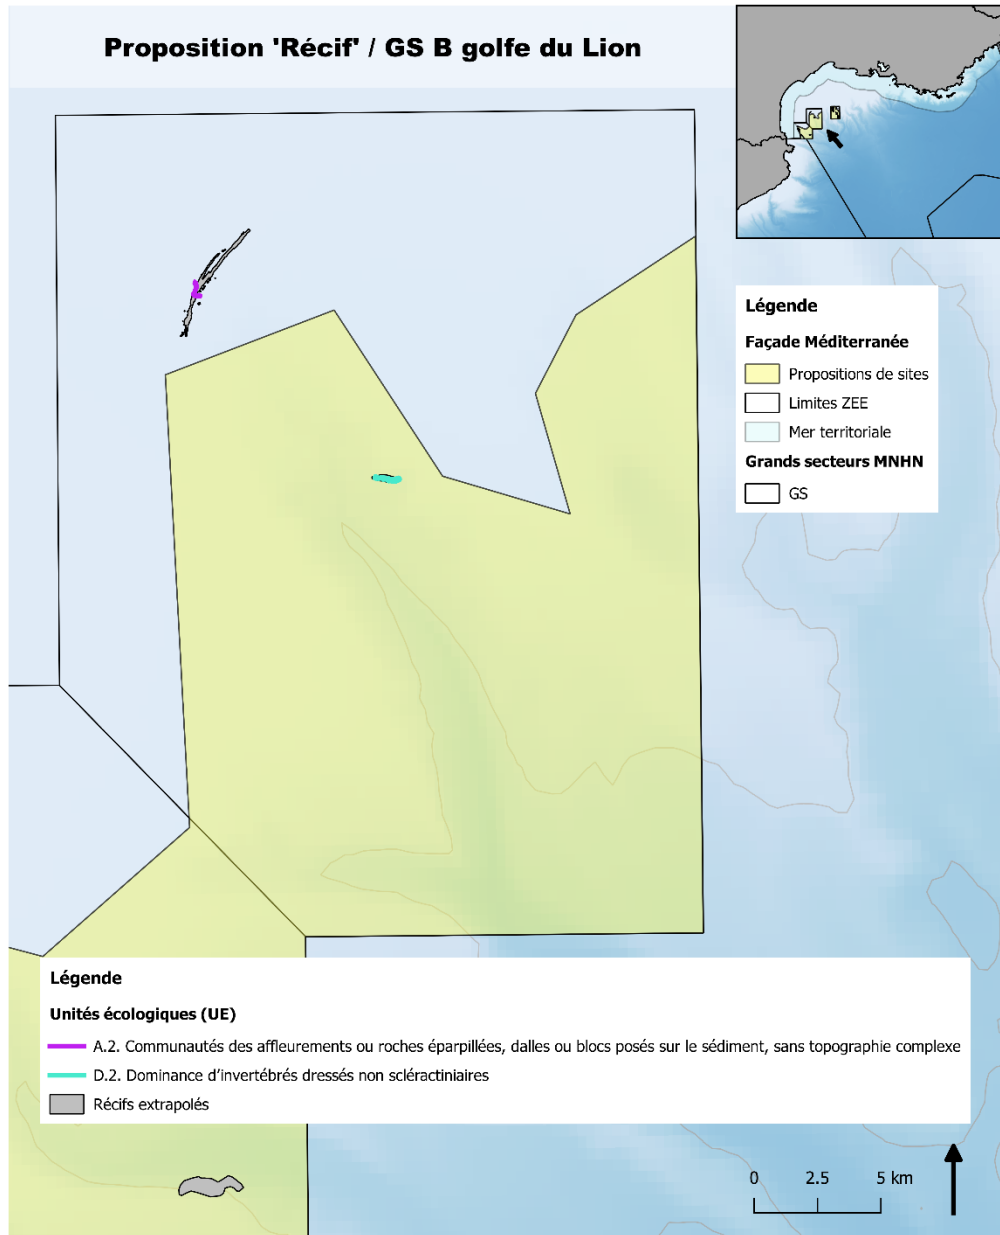 Proposition 'Récif' / GS B golfe du Lion
Légende
Façade Méditerranée
Propositions de sites
Limites ZEE
Mer territoriale
Grands secteurs MNHN
GS
Légende
Unités écologiques (UE)
A.2. Communautés des affleurements ou roches éparpillées, dalles ou blocs posés sur le sédiment, sans topographie complexe
D.2. Dominance d'invertébrés dressés non scléractiniaires
Récifs extrapolés
0 2.5 5 km